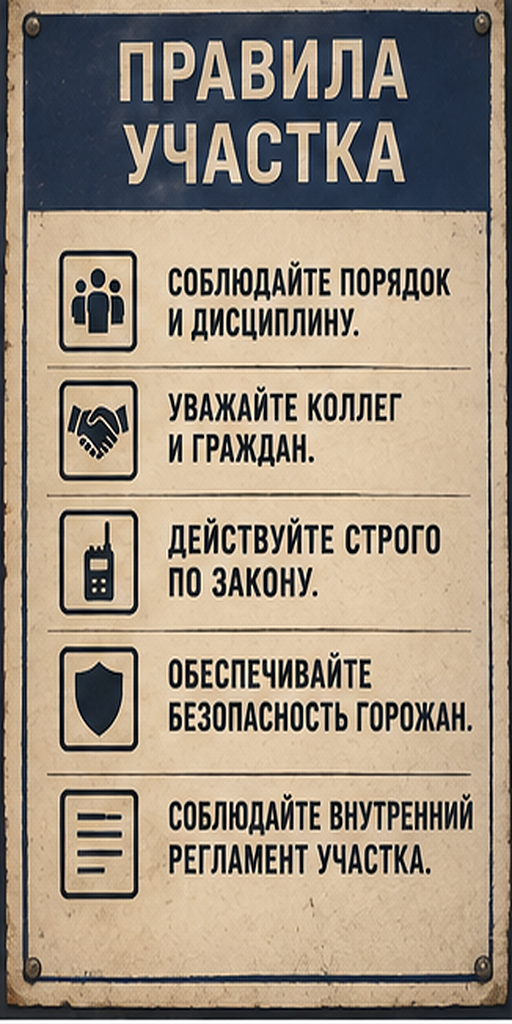 ПРАВИЛА
УЧАСТКА
СОБЛЮДАЙТЕ ПОРЯДОК
И ДИСЦИПЛИНУ.
УВАЖАЙТЕ КОЛЛЕГ
И ГРАЖДАН.
ДЕЙСТВУЙТЕ СТРОГО
ПО ЗАКОНУ.
ОБЕСПЕЧИВАЙТЕ
БЕЗОПАСНОСТЬ ГОРОЖАН.
СОБЛЮДАЙТЕ ВНУТРЕННИЙ
РЕГЛАМЕНТ УЧАСТКА.